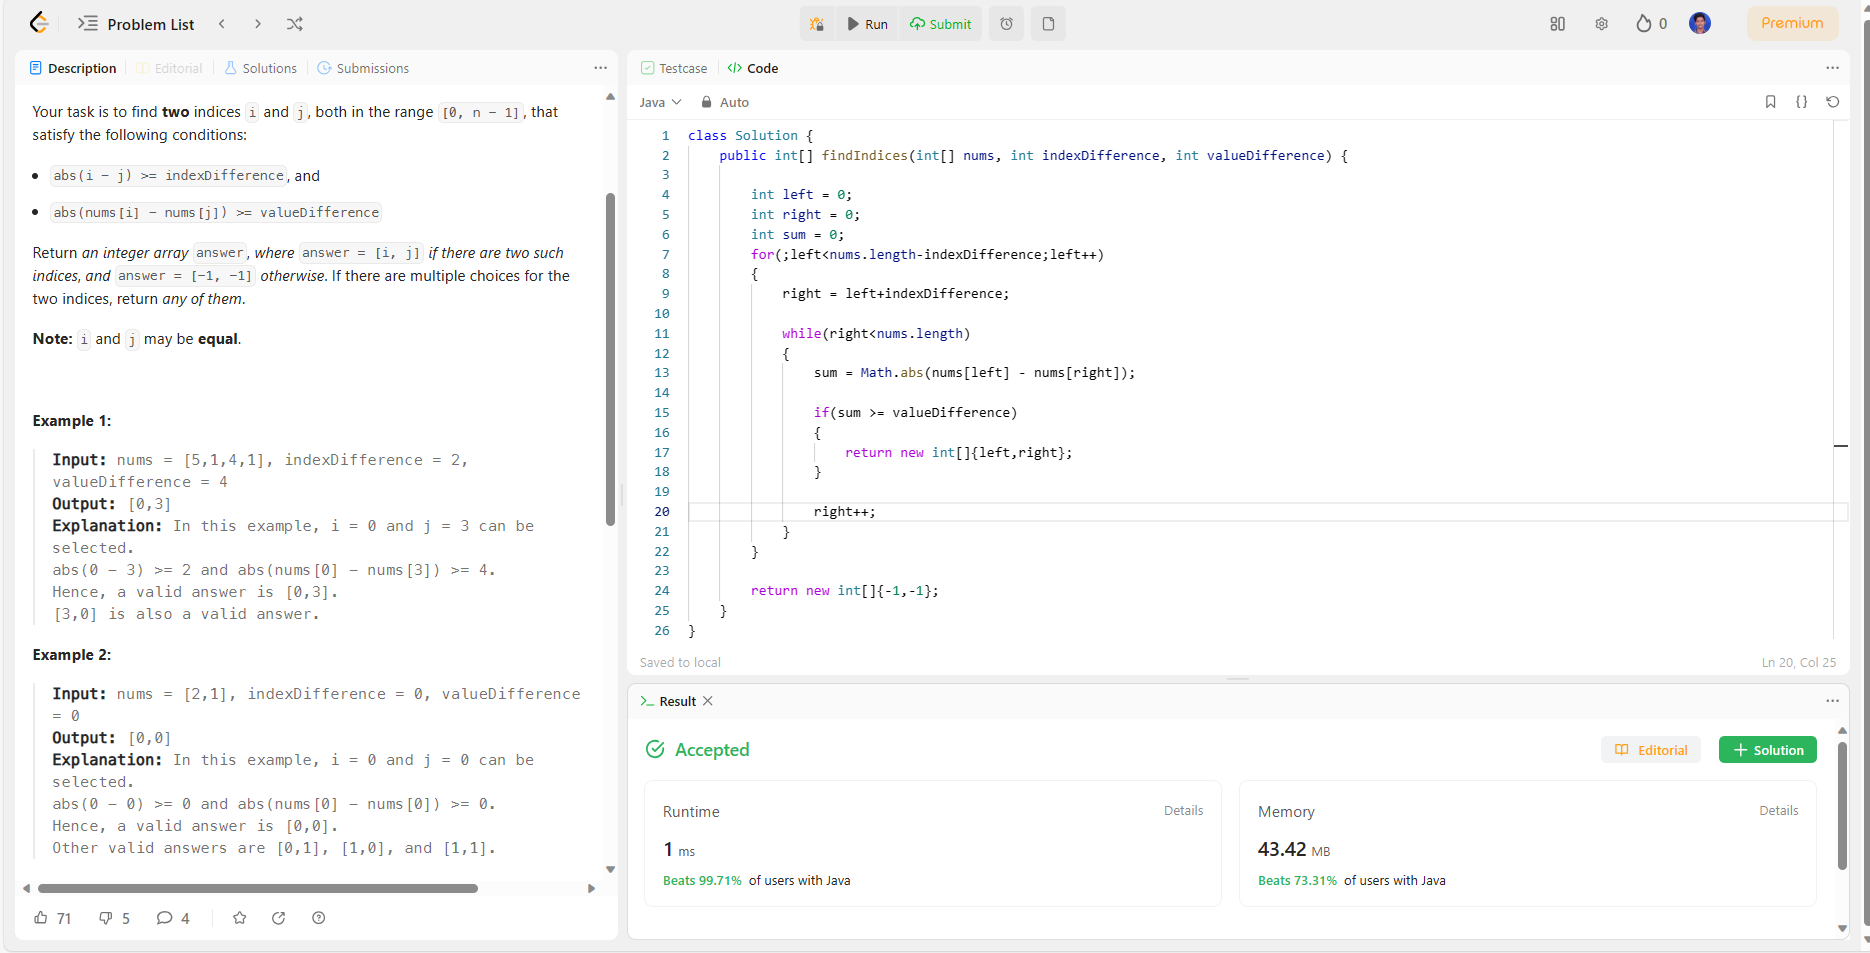 Problem List
Run
Submit
0
Premium
Description
Editorial
Solutions
Submissions
Your task is to find two indices i and j, both in the range [0, n - 1], that
satisfy the following conditions:
• abs(i - j) >= indexDifference, and
• abs(nums[i] - nums[j]) >= valueDifference
Return an integer array answer, where answer = [i, j] if there are two such
indices, and answer = [-1, -1] otherwise. If there are multiple choices for the
two indices, return any of them.
Note: i and j may be equal.
Example 1:
Input: nums = [5,1,4,1], indexDifference = 2,
valueDifference = 4
Output: [0,3]
Explanation: In this example, i = 0 and j = 3 can be
selected.
abs(0 - 3) >= 2 and abs(nums[0] - nums[3]) >= 4.
Hence, a valid answer is [0,3].
[3,0] is also a valid answer.
Example 2:
Input: nums = [2,1], indexDifference = 0, valueDifference
= 0
Output: [0,0]
Explanation: In this example, i = 0 and j = 0 can be
selected.
abs(0 - 0) >= 0 and abs(nums[0] - nums[0]) >= 0.
Hence, a valid answer is [0,0].
Other valid answers are [0,1], [1,0], and [1,1].
71
5
4
Testcase
</> Code
Java
Auto
{}
1 class Solution {
2 public int[] findIndices(int[] nums, int indexDifference, int valueDifference) {
3
4 int left = 0;
5 int right = 0;
6 int sum = 0;
7 for(;left<nums.length-indexDifference;left++)
8 {
9 right = left+indexDifference;
10
11 while(right<nums.length)
12 {
13 sum = Math.abs(nums[left] - nums[right]);
14
15 if(sum >= valueDifference)
16 {
17 return new int[]{left,right};
18 }
19
20 right++;
21 }
22 }
23
24 return new int[]{-1,-1};
25 }
26 }
Saved to local
Ln 20, Col 25
Result
Accepted
Editorial
Solution
Runtime
Details
1 ms
Beats 99.71% of users with Java
Memory
Details
43.42 MB
Beats 73.31% of users with Java